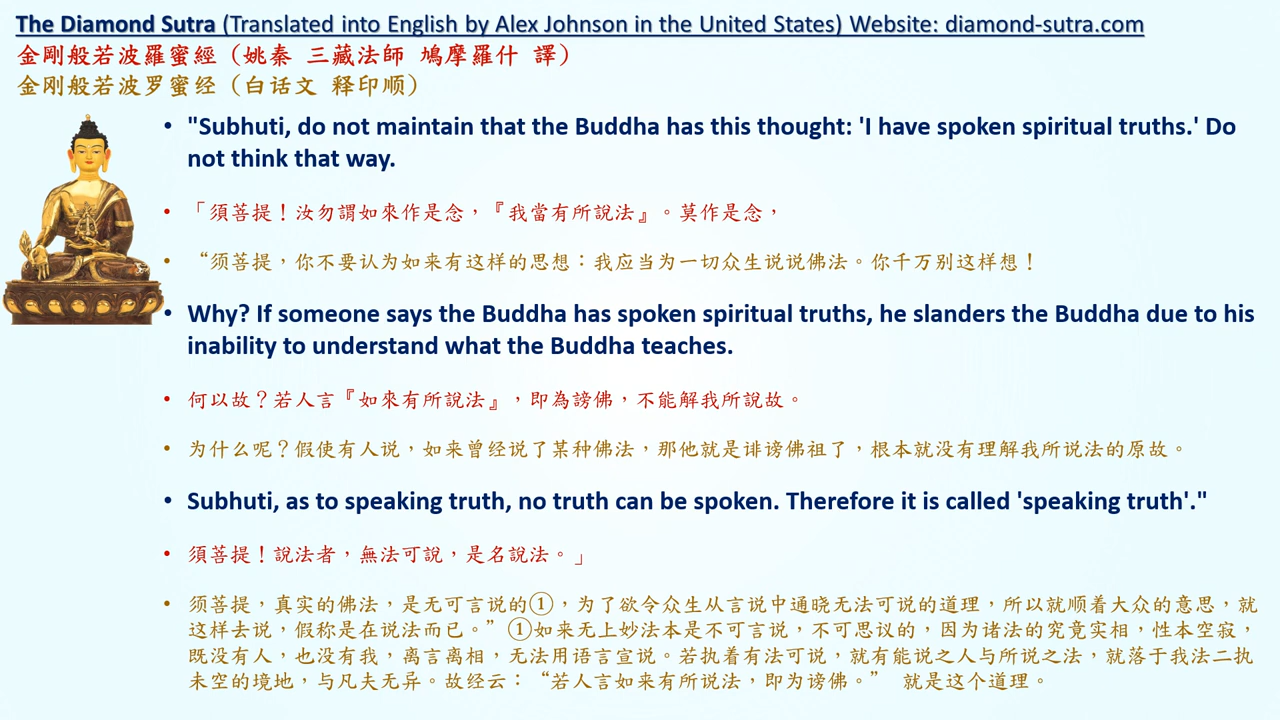 The Diamond Sutra (Translated into English by Alex Johnson in the United States) Website: diamond-sutra.com
金剛般若波羅蜜經（姚秦 三藏法師 鳩摩羅什 譯）
金刚般若波罗蜜经（白话文 释印顺）
• "Subhuti, do not maintain that the Buddha has this thought: 'I have spoken spiritual truths.' Do
not think that way.
• 「須菩提！汝勿謂如來作是念，『我當有所說法』。莫作是念，
• “须菩提，你不要认为如来有这样的思想：我应当为一切众生说说佛法。你千万别这样想！
• Why? If someone says the Buddha has spoken spiritual truths, he slanders the Buddha due to his
inability to understand what the Buddha teaches.
• 何以故？若人言『如來有所說法』，即為謗佛，不能解我所說故。
• 为什么呢？假使有人说，如来曾经说了某种佛法，那他就是诽谤佛祖了，根本就没有理解我所说法的原故。
• Subhuti, as to speaking truth, no truth can be spoken. Therefore it is called 'speaking truth'."
• 須菩提！說法者，無法可說，是名說法。」
• 须菩提，真实的佛法，是无可言说的①，为了欲令众生从言说中通晓无法可说的道理，所以就顺着大众的意思，就
这样去说，假称是在说法而已。” ①如来无上妙法本是不可言说，不可思议的，因为诸法的究竟实相，性本空寂，
既没有人，也没有我，离言离相，无法用语言宣说。若执着有法可说，就有能说之人与所说之法，就落于我法二执
未空的境地，与凡夫无异。故经云：“若人言如来有所说法，即为谤佛。” 就是这个道理。